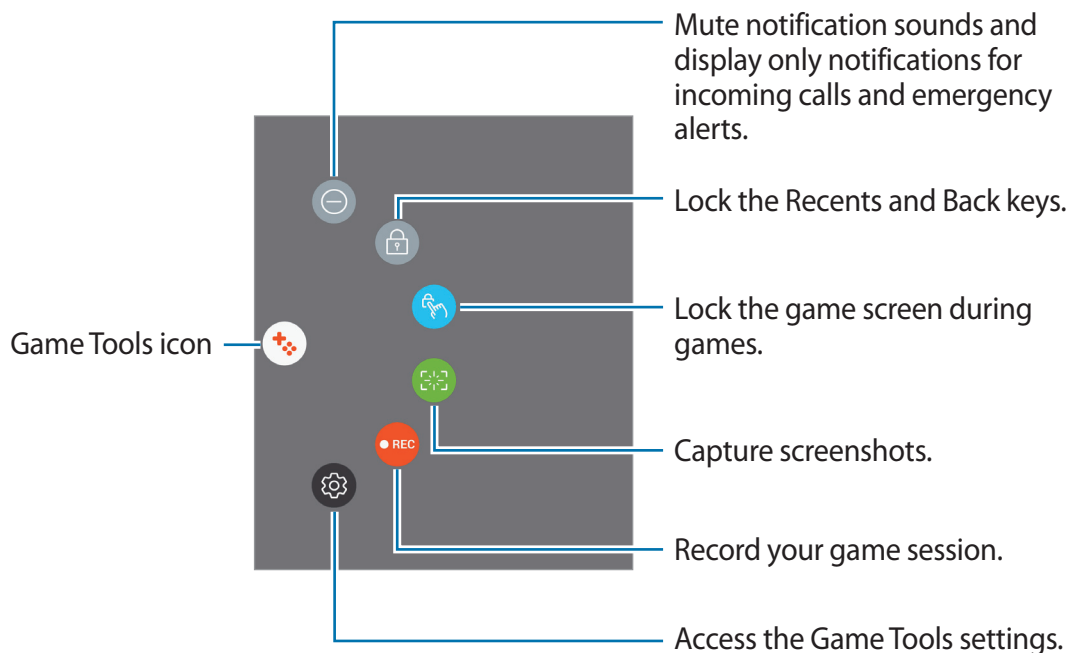 Mute notification sounds and
display only notifications for
incoming calls and emergency
alerts.
Lock the Recents and Back keys.
Lock the game screen during
games.
Game Tools icon
Capture screenshots.
REC
Record your game session.
Access the Game Tools settings.